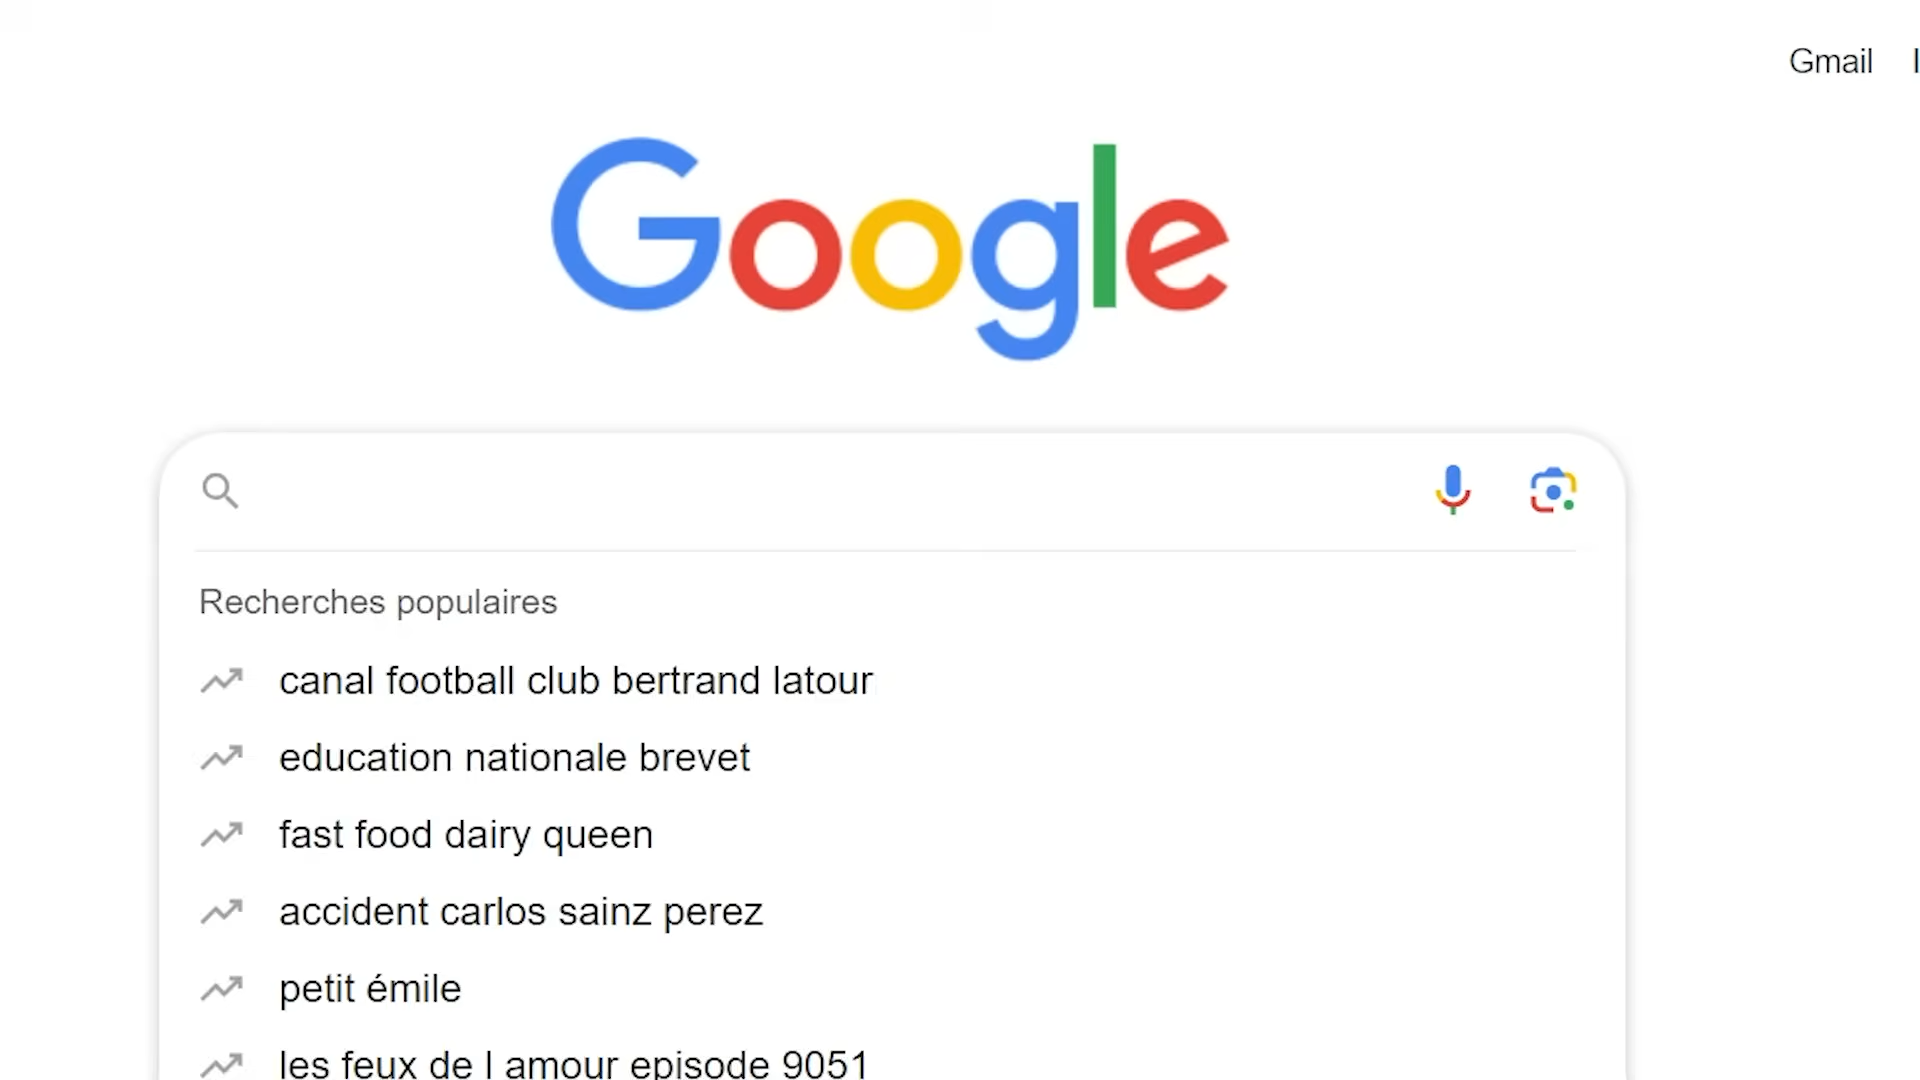 Gmail
Google
Recherches populaires
canal football club bertrand latour
education nationale brevet
fast food dairy queen
accident carlos sainz perez
petit émile
les feux de l amour episode 9051